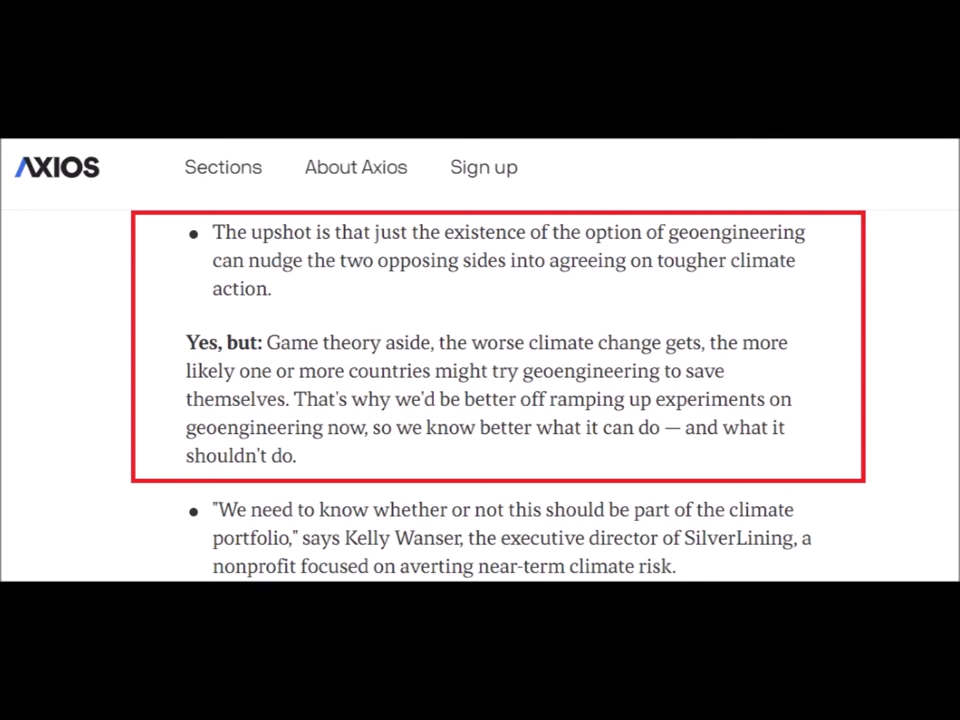 AXIOS Sections About Axios Sign up
● The upshot is that just the existence of the option of geoengineering
can nudge the two opposing sides into agreeing on tougher climate
action.
Yes, but: Game theory aside, the worse climate change gets, the more
likely one or more countries might try geoengineering to save
themselves. That's why we'd be better off ramping up experiments on
geoengineering now, so we know better what it can do — and what it
shouldn't do.
● "We need to know whether or not this should be part of the climate
portfolio," says Kelly Wanser, the executive director of SilverLining, a
nonprofit focused on averting near-term climate risk.